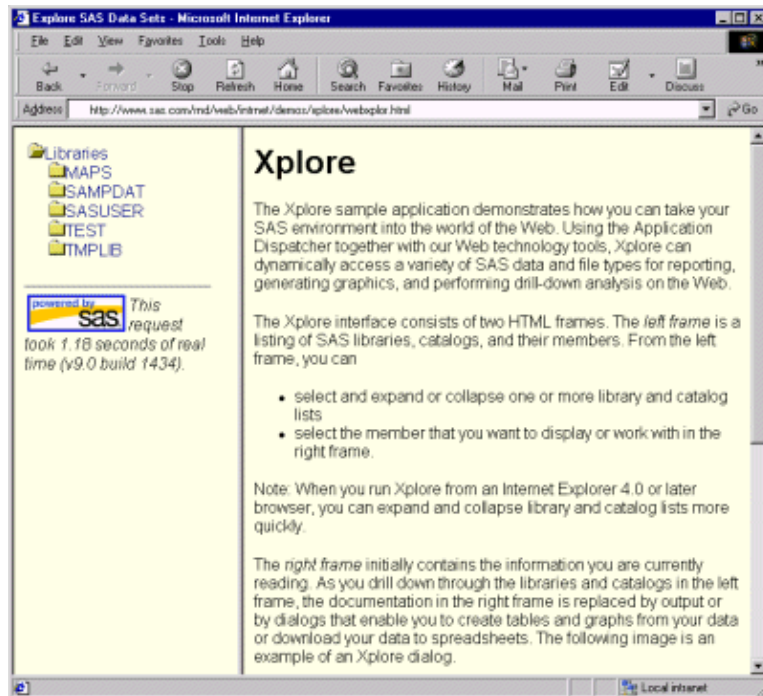 Explore SAS Data Sets - Microsoft Internet Explorer
File Edit View Favorites Tools Help
Back Forward Stop Refresh Home Search Favorites History Mail Print Edit Discuss
Address http://www.sas.com/rnd/web/intrnet/demos/xplore/webxplor.html Go
Libraries
MAPS
SAMPDAT
SASUSER
TEST
TMPLIB
powered by
sas This
request
took 1.18 seconds of real
time (v9.0 build 1434).
Xplore
The Xplore sample application demonstrates how you can take your
SAS environment into the world of the Web. Using the Application
Dispatcher together with our Web technology tools, Xplore can
dynamically access a variety of SAS data and file types for reporting,
generating graphics, and performing drill-down analysis on the Web.
The Xplore interface consists of two HTML frames. The left frame is a
listing of SAS libraries, catalogs, and their members. From the left
frame, you can
• select and expand or collapse one or more library and catalog
lists
• select the member that you want to display or work with in the
right frame.
Note: When you run Xplore from an Internet Explorer 4.0 or later
browser, you can expand and collapse library and catalog lists more
quickly.
The right frame initially contains the information you are currently
reading. As you drill down through the libraries and catalogs in the left
frame, the documentation in the right frame is replaced by output or
by dialogs that enable you to create tables and graphs from your data
or download your data to spreadsheets. The following image is an
example of an Xplore dialog.
Local intranet